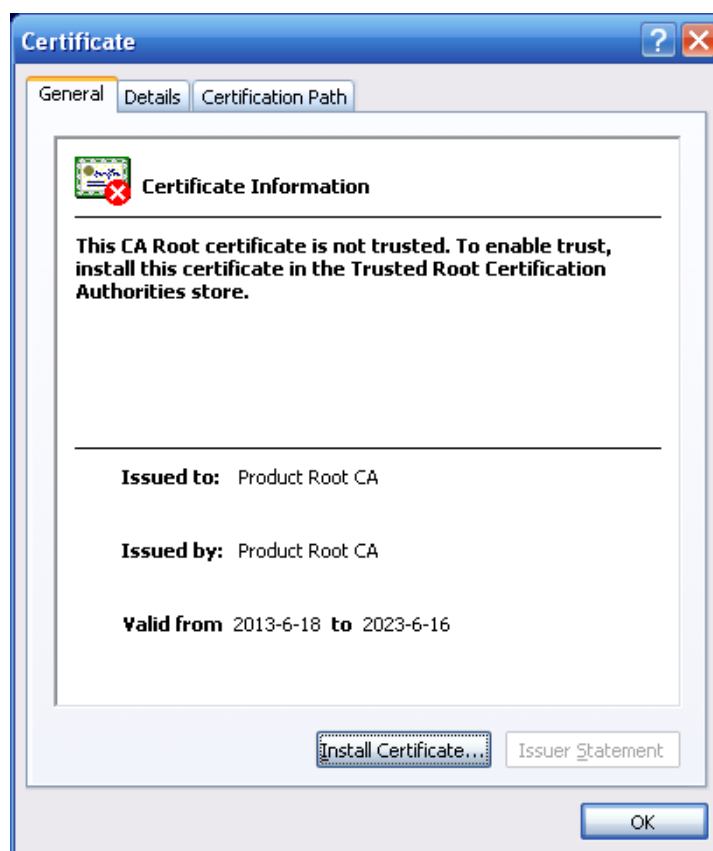 Certificate
General Details Certification Path
Certificate Information
This CA Root certificate is not trusted. To enable trust,
install this certificate in the Trusted Root Certification
Authorities store.
Issued to: Product Root CA
Issued by: Product Root CA
Valid from 2013-6-18 to 2023-6-16
Install Certificate... Issuer Statement
OK